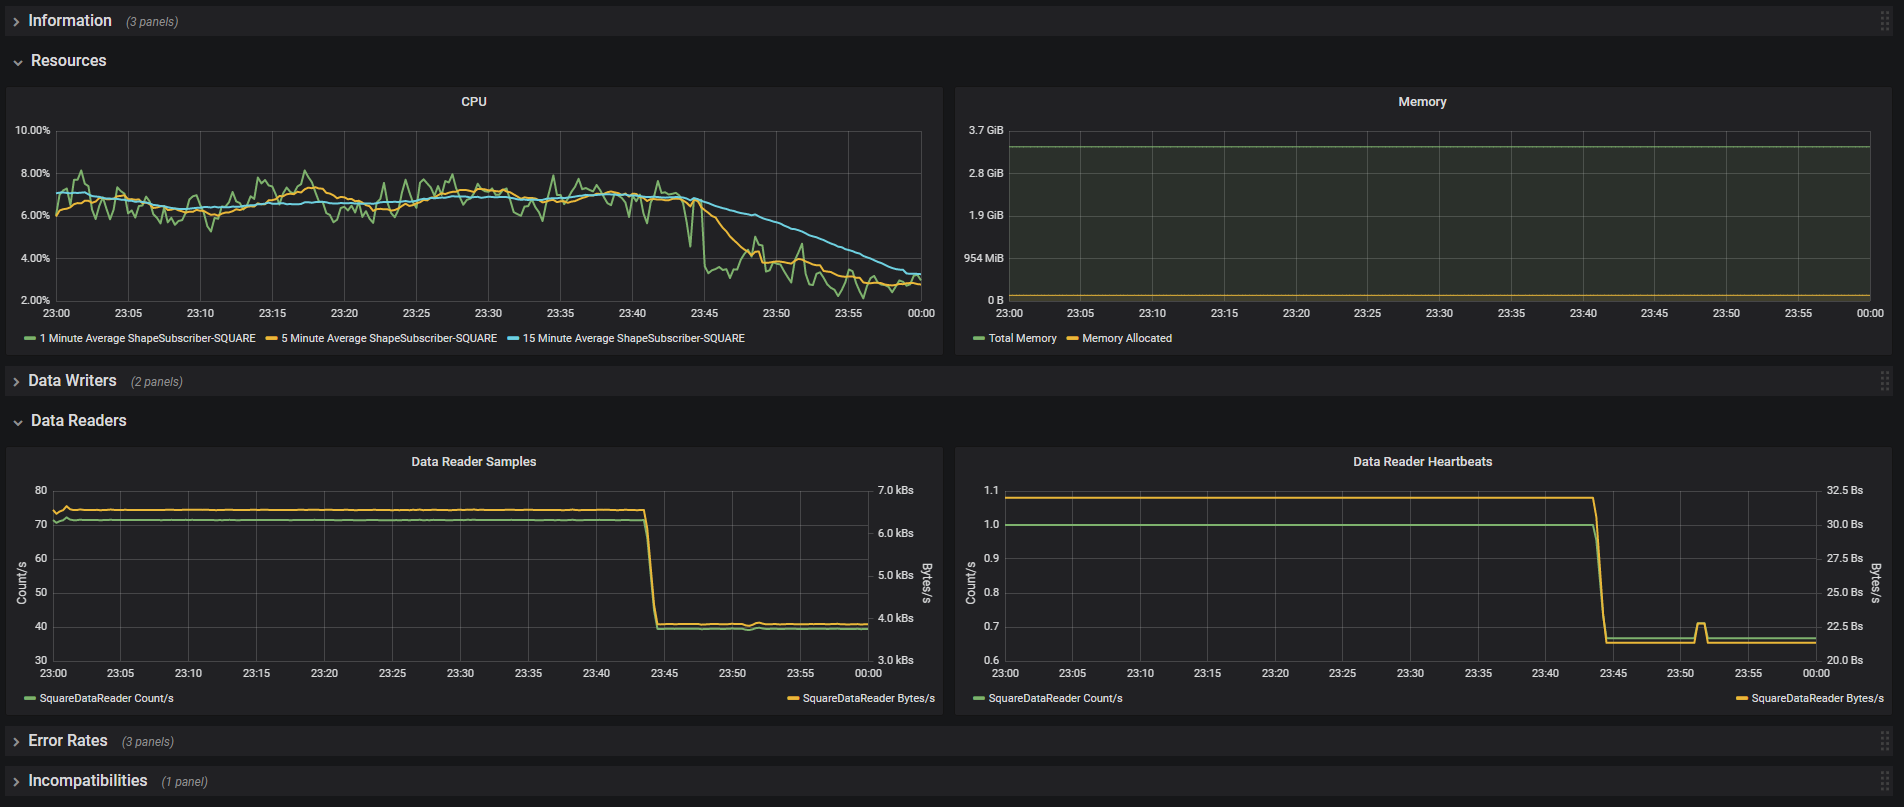 Information (3 panels)
Resources
CPU
10.00%
8.00%
6.00%
4.00%
2.00%
23:00 23:05 23:10 23:15 23:20 23:25 23:30 23:35 23:40 23:45 23:50 23:55 00:00
1 Minute Average ShapeSubscriber-SQUARE 5 Minute Average ShapeSubscriber-SQUARE 15 Minute Average ShapeSubscriber-SQUARE
Memory
3.7 GiB
2.8 GiB
1.9 GiB
954 MiB
0 B
23:00 23:05 23:10 23:15 23:20 23:25 23:30 23:35 23:40 23:45 23:50 23:55 00:00
Total Memory Memory Allocated
Data Writers (2 panels)
Data Readers
Data Reader Samples
Count/s
80
70
60
50
40
30
7.0 kBs
6.0 kBs
5.0 kBs
4.0 kBs
3.0 kBs
Bytes/s
23:00 23:05 23:10 23:15 23:20 23:25 23:30 23:35 23:40 23:45 23:50 23:55 00:00
SquareDataReader Count/s SquareDataReader Bytes/s
Data Reader Heartbeats
Count/s
1.1
1.0
0.9
0.8
0.7
0.6
32.5 Bs
30.0 Bs
27.5 Bs
25.0 Bs
22.5 Bs
20.0 Bs
Bytes/s
23:00 23:05 23:10 23:15 23:20 23:25 23:30 23:35 23:40 23:45 23:50 23:55 00:00
SquareDataReader Count/s SquareDataReader Bytes/s
Error Rates (3 panels)
Incompatibilities (1 panel)